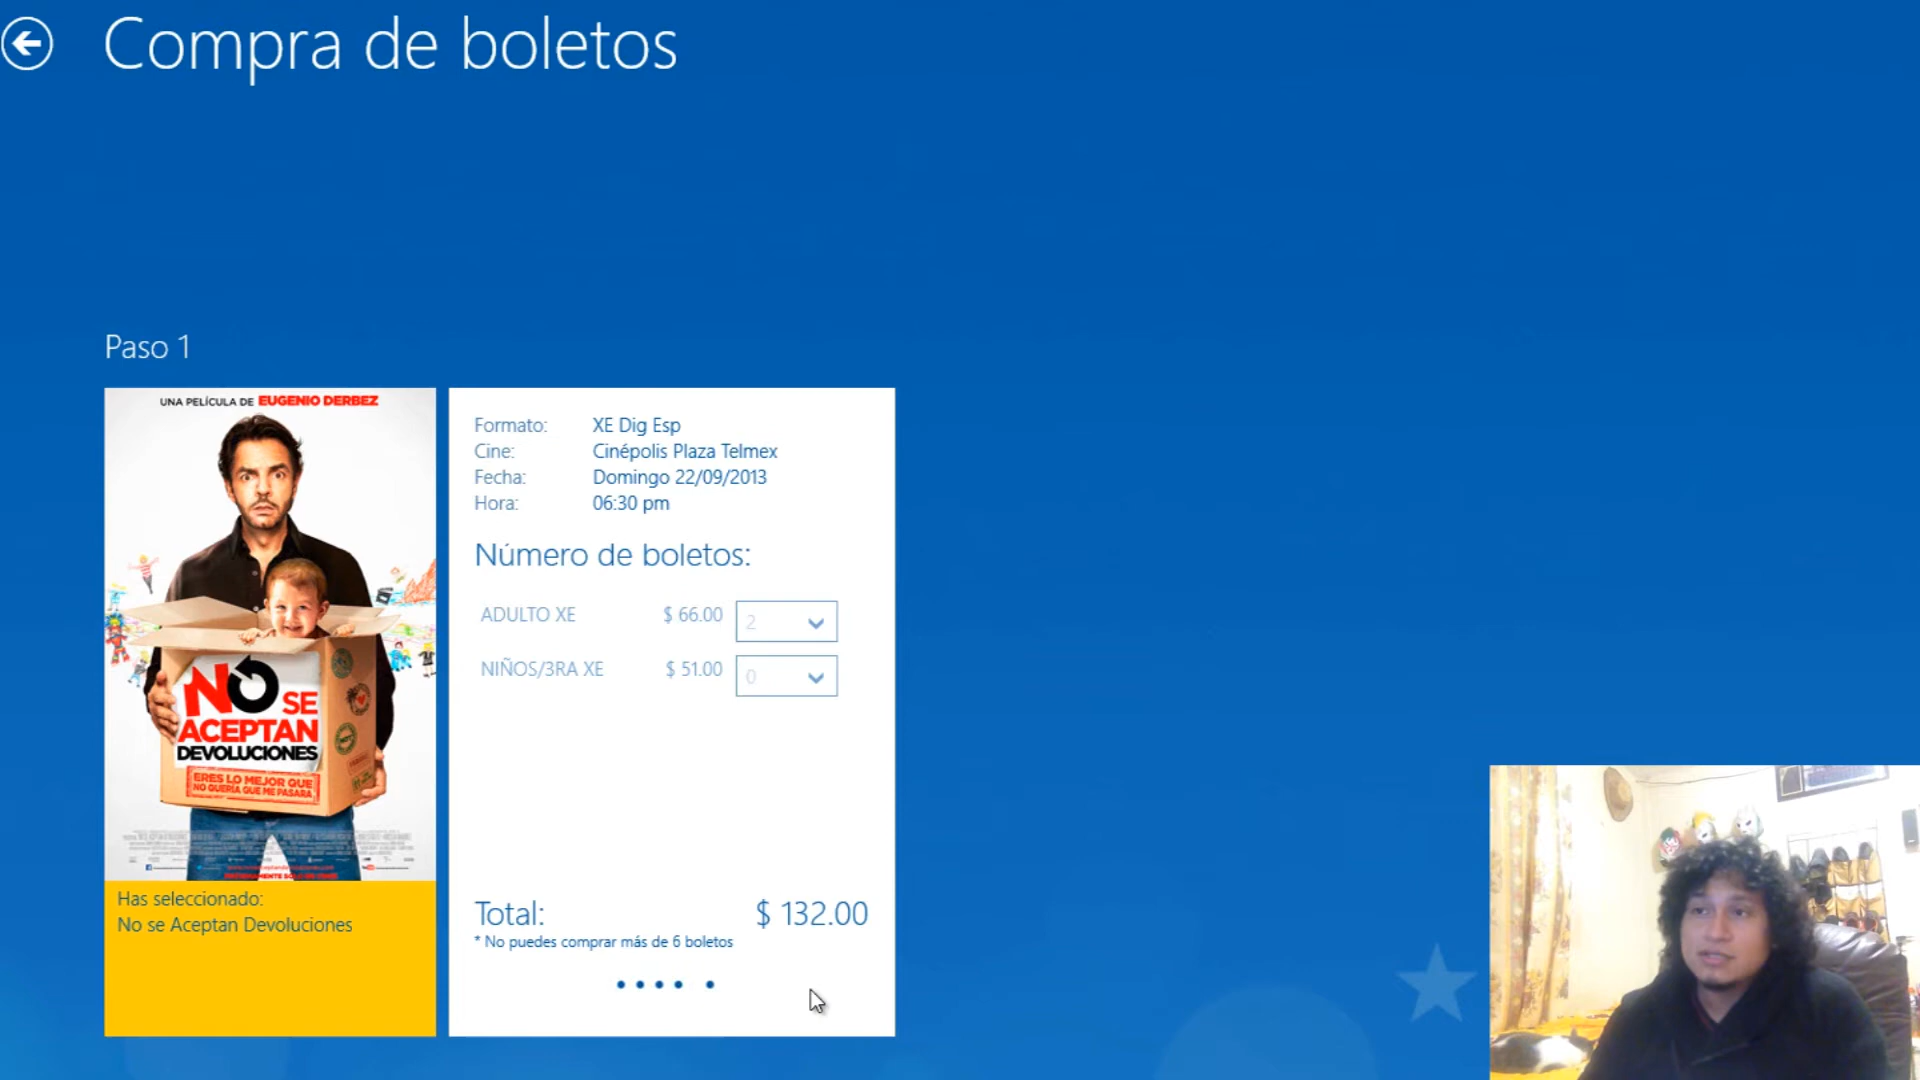 Compra de boletos
Paso 1
UNA PELÍCULA DE EUGENIO DERBEZ
NO SE
ACEPTAN
DEVOLUCIONES
ERES LO MEJOR QUE
NO QUERÍA QUE ME PASARA
Has seleccionado:
No se Aceptan Devoluciones
Formato: XE Dig Esp
Cine: Cinépolis Plaza Telmex
Fecha: Domingo 22/09/2013
Hora: 06:30 pm
Número de boletos:
ADULTO XE $ 66.00 2
NIÑOS/3RA XE $ 51.00 0
Total: $ 132.00
* No puedes comprar más de 6 boletos